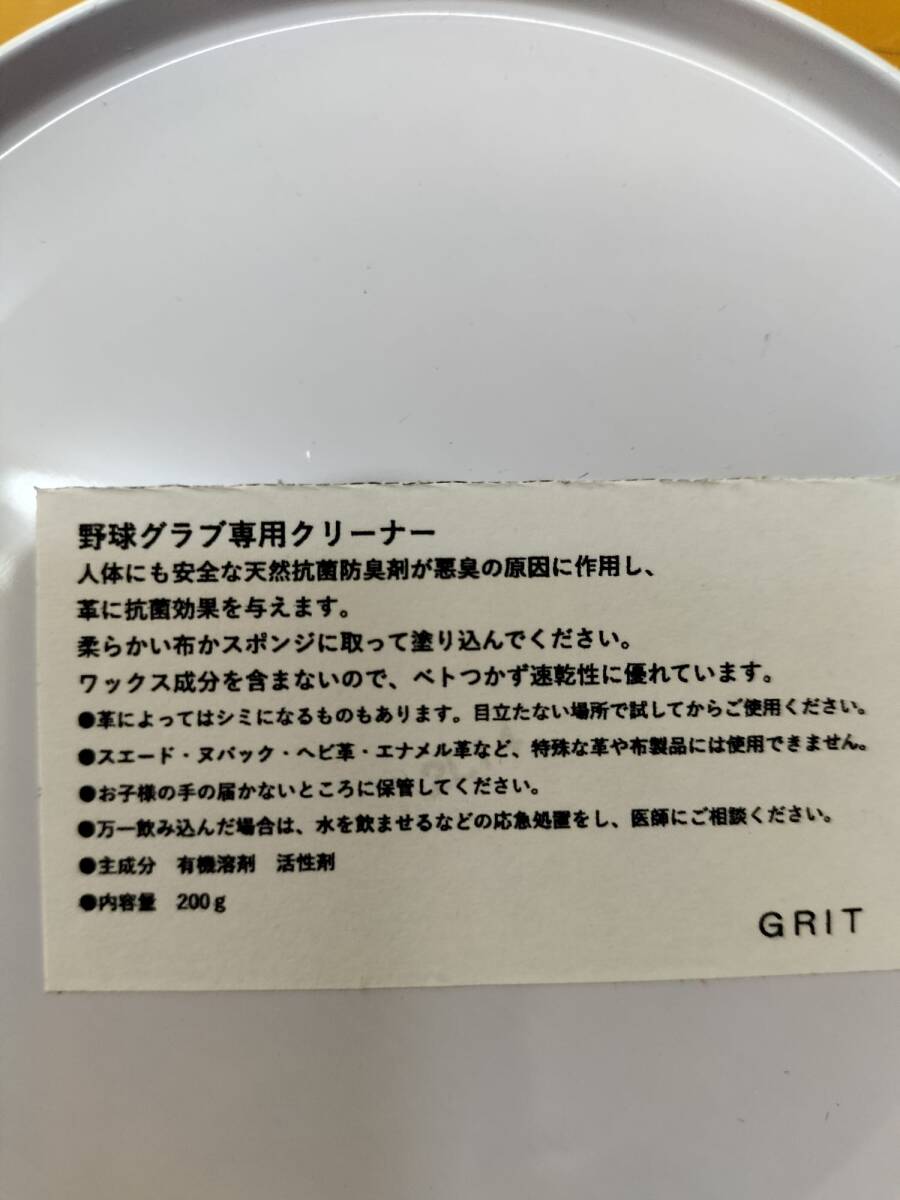 野球グラブ専用クリーナー
人体にも安全な天然抗菌防臭剤が悪臭の原因に作用し、
革に抗菌効果を与えます。
柔らかい布かスポンジに取って塗り込んでください。
ワックス成分を含まないので、ベトつかず速乾性に優れています。
●革によってはシミになるものもあります。目立たない場所で試してからご使用ください。
●スエード・ヌバック・ヘビ革・エナメル革など、特殊な革や布製品には使用できません。
●お子様の手の届かないところに保管してください。
●万一飲み込んだ場合は、水を飲ませるなどの応急処置をし、医師にご相談ください。
●主成分　有機溶剤　活性剤
●内容量　200g
GRIT